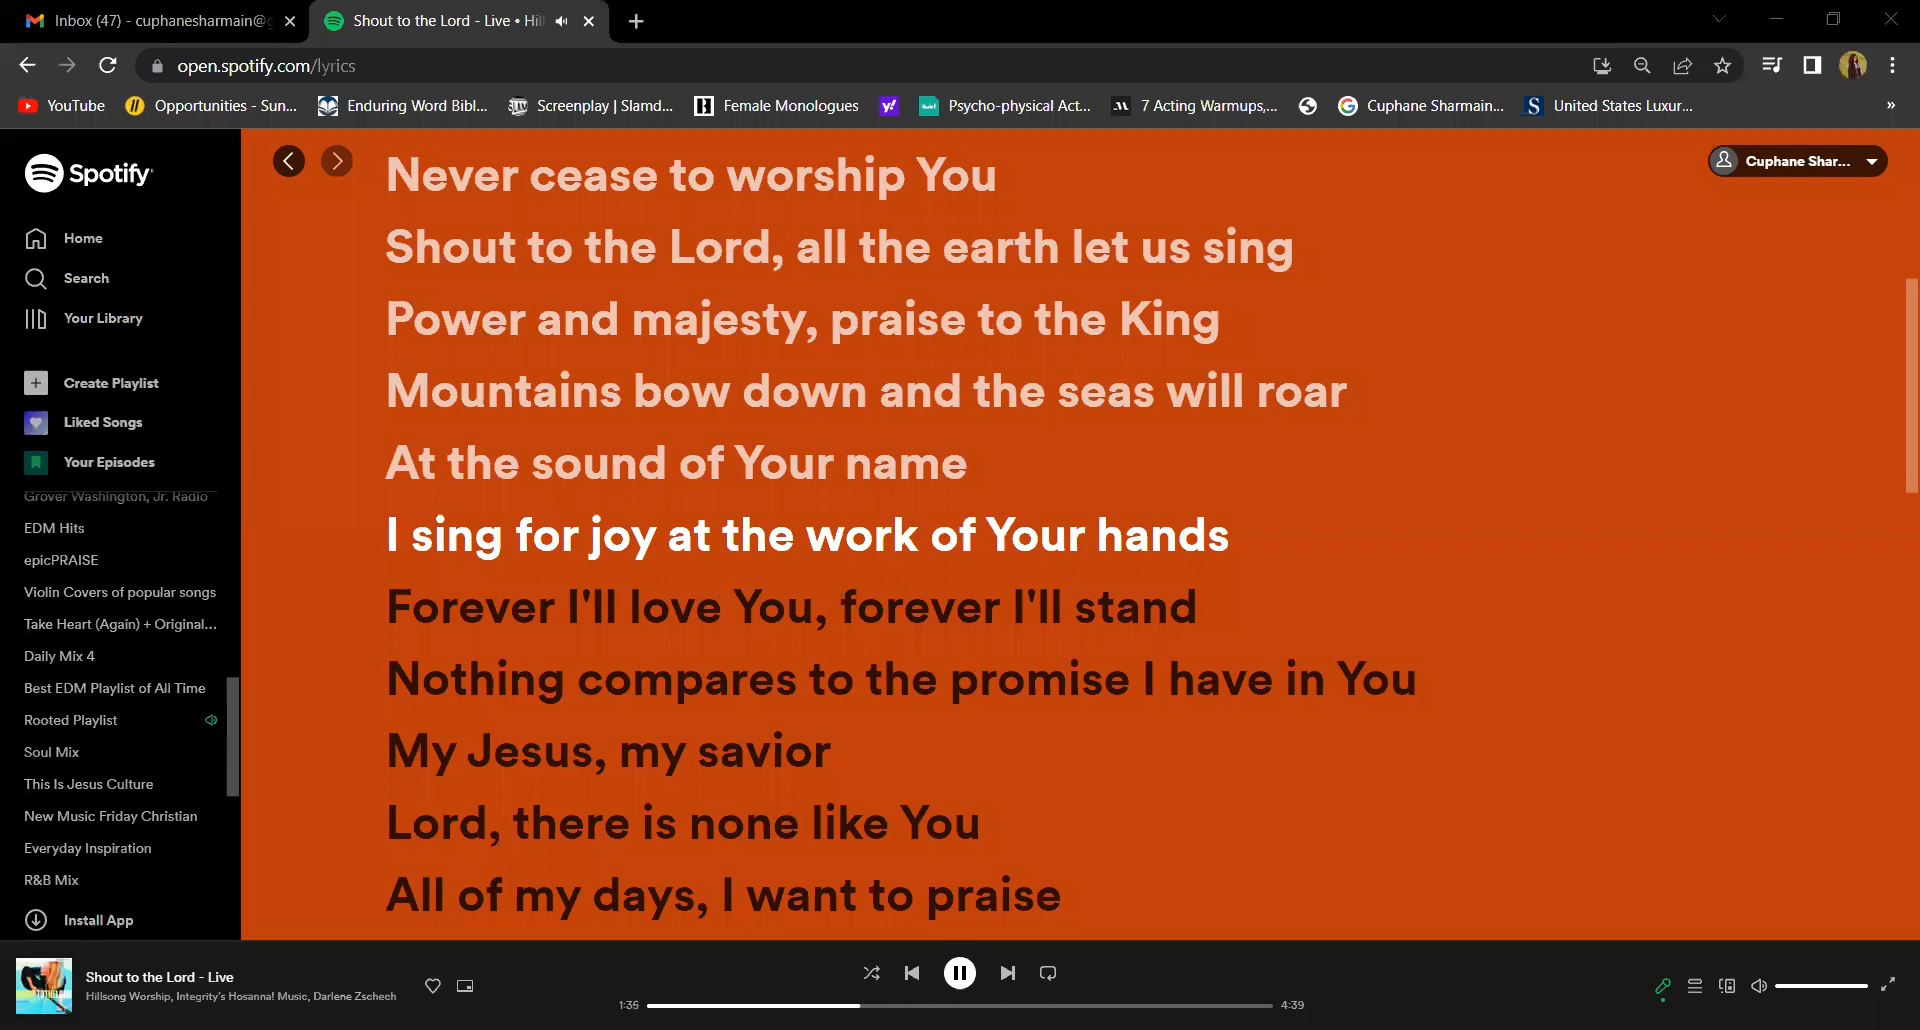 Inbox (47) - cuphanesharmain@g
Shout to the Lord - Live • Hil
open.spotify.com/lyrics
YouTube
Opportunities - Sun...
Enduring Word Bibl...
Screenplay | Slamd...
Female Monologues
Psycho-physical Act...
7 Acting Warmups,...
Cuphane Sharmain...
United States Luxur...
»
Spotify
Home
Search
Your Library
Create Playlist
Liked Songs
Your Episodes
Grover Washington, Jr. Radio
EDM Hits
epicPRAISE
Violin Covers of popular songs
Take Heart (Again) + Original...
Daily Mix 4
Best EDM Playlist of All Time
Rooted Playlist
Soul Mix
This Is Jesus Culture
New Music Friday Christian
Everyday Inspiration
R&B Mix
Install App
Cuphane Shar...
Never cease to worship You
Shout to the Lord, all the earth let us sing
Power and majesty, praise to the King
Mountains bow down and the seas will roar
At the sound of Your name
I sing for joy at the work of Your hands
Forever I'll love You, forever I'll stand
Nothing compares to the promise I have in You
My Jesus, my savior
Lord, there is none like You
All of my days, I want to praise
Shout to the Lord - Live
Hillsong Worship, Integrity's Hosanna! Music, Darlene Zschech
1:35
4:39